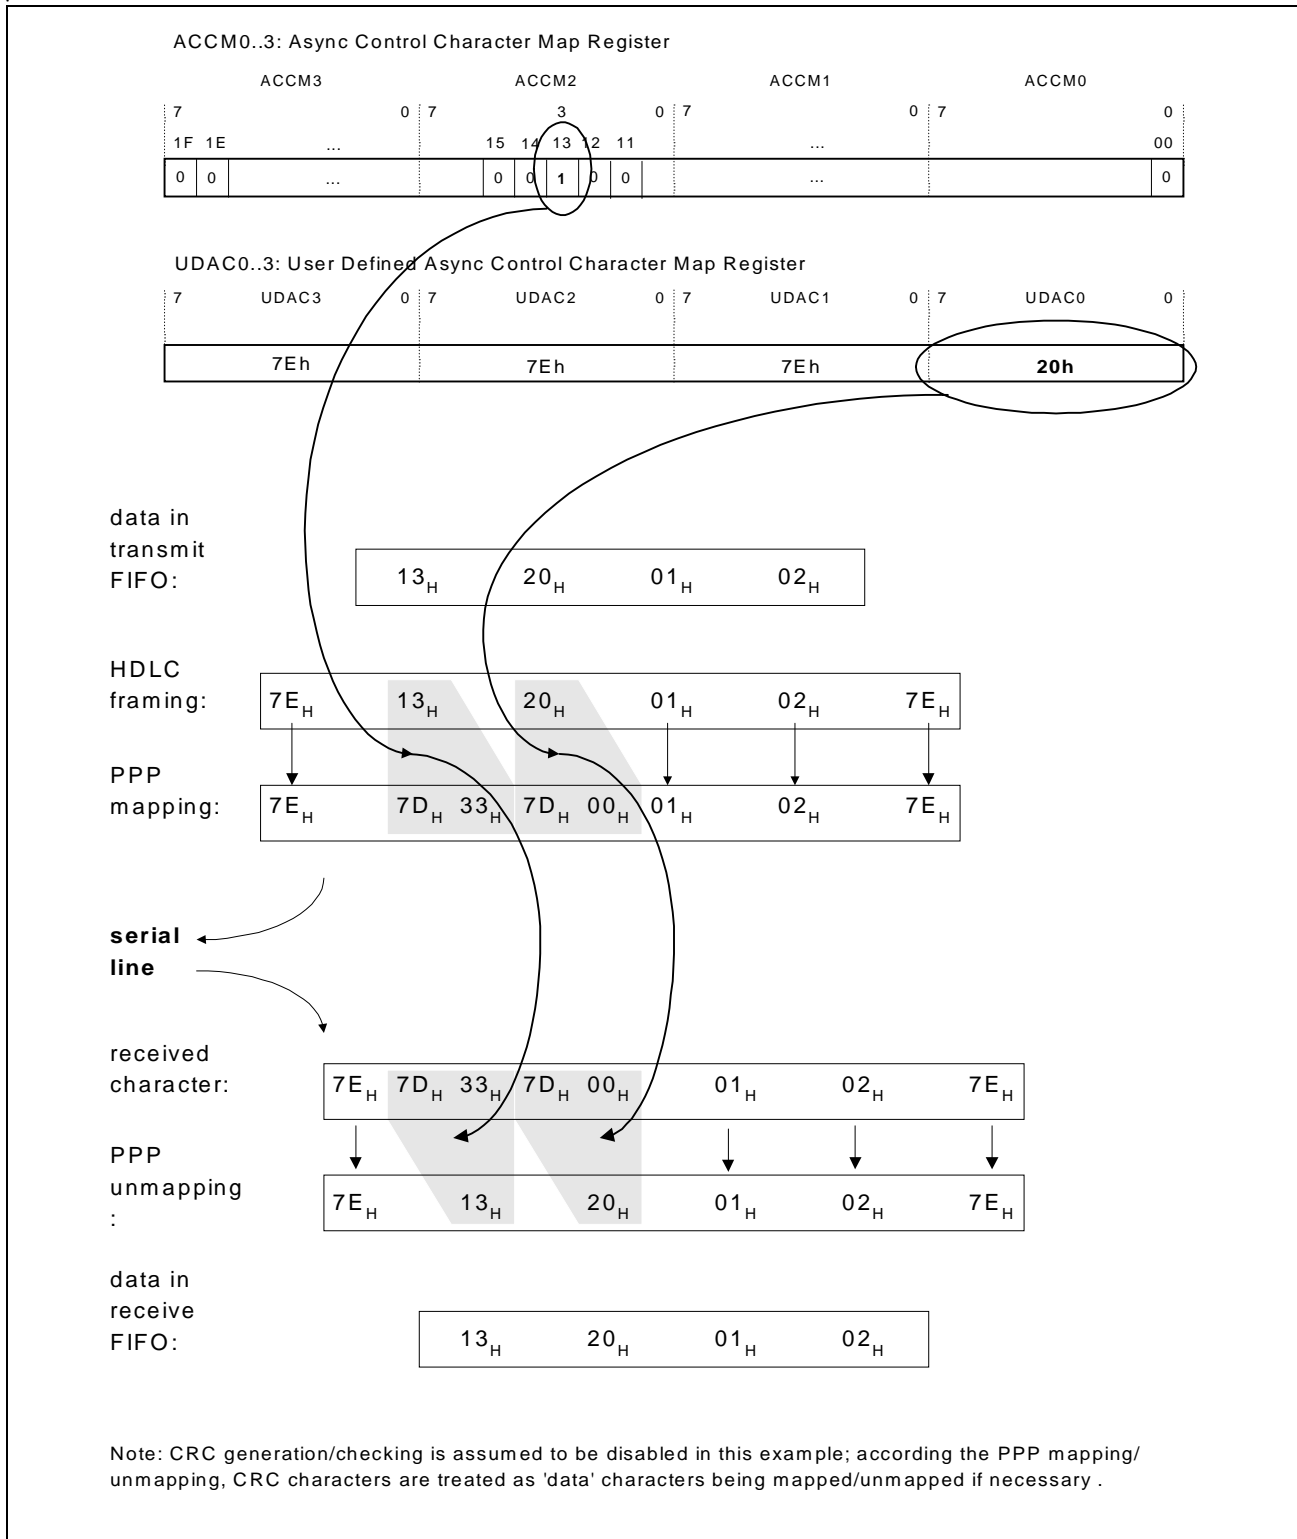 ACCM0..3: Async Control Character Map Register
ACCM3 ACCM2 ACCM1 ACCM0
7 0 7 3 0 7 0 7 0
1F 1E ... 15 14 13 12 11 ... 00
0 0 ... 0 0 1 0 0 ... 0
UDAC0..3: User Defined Async Control Character Map Register
7 UDAC3 0 7 UDAC2 0 7 UDAC1 0 7 UDAC0 0
7Eh 7Eh 7Eh 20h
data in
transmit
FIFO:
13H 20H 01H 02H
HDLC
framing:
7EH 13H 20H 01H 02H 7EH
PPP
mapping:
7EH 7DH 33H 7DH 00H 01H 02H 7EH
serial
line
received
character:
7EH 7DH 33H 7DH 00H 01H 02H 7EH
PPP
unmapping
:
7EH 13H 20H 01H 02H 7EH
data in
receive
FIFO:
13H 20H 01H 02H
Note: CRC generation/checking is assumed to be disabled in this example; according the PPP mapping/
unmapping, CRC characters are treated as 'data' characters being mapped/unmapped if necessary .